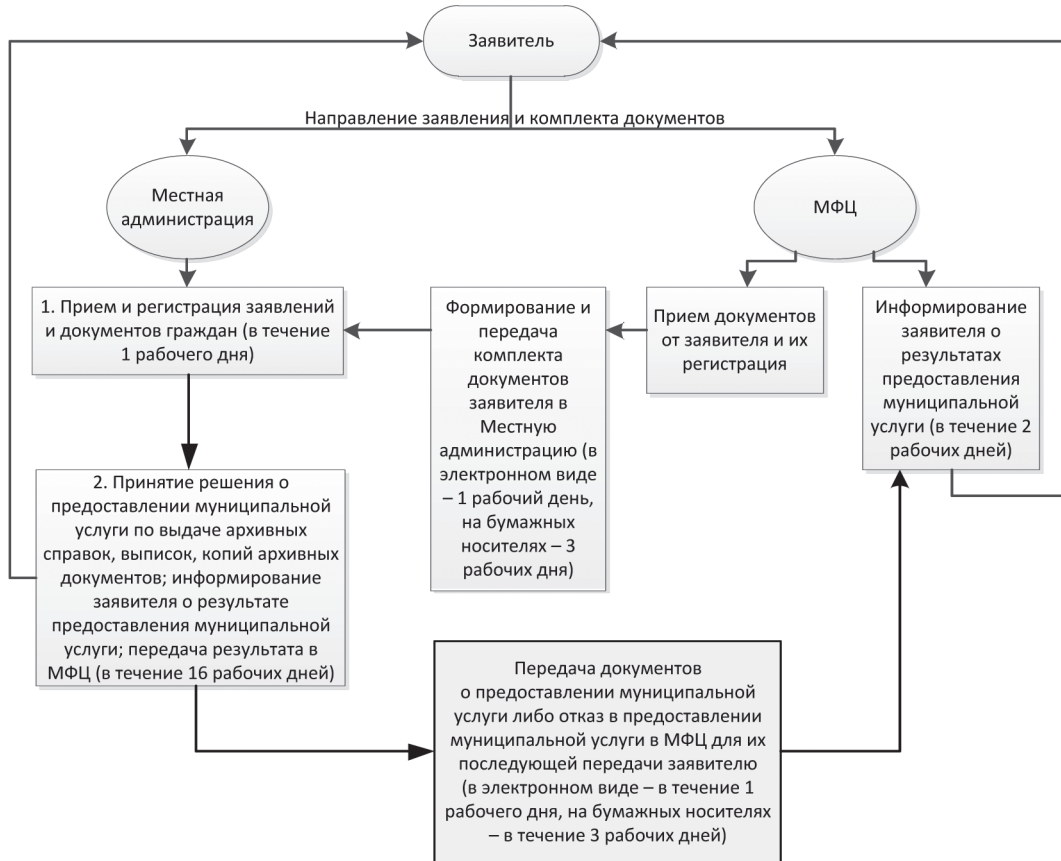 Заявитель
Направление заявления и комплекта документов
Местная
администрация
МФЦ
1. Прием и регистрация заявлений
и документов граждан (в течение
1 рабочего дня)
Формирование и
передача
комплекта
документов
заявителя в
Местную
администрацию (в
электронном виде
– 1 рабочий день,
на бумажных
носителях – 3
рабочих дня)
Прием документов
от заявителя и их
регистрация
Информирование
заявителя о
результатах
предоставления
муниципальной
услуги (в течение 2
рабочих дней)
2. Принятие решения о
предоставлении муниципальной
услуги по выдаче архивных
справок, выписок, копий архивных
документов; информирование
заявителя о результате
предоставления муниципальной
услуги; передача результата в
МФЦ (в течение 16 рабочих дней)
Передача документов
о предоставлении муниципальной
услуги либо отказ в предоставлении
муниципальной услуги в МФЦ для их
последующей передачи заявителю
(в электронном виде – в течение 1
рабочего дня, на бумажных носителях
– в течение 3 рабочих дней)